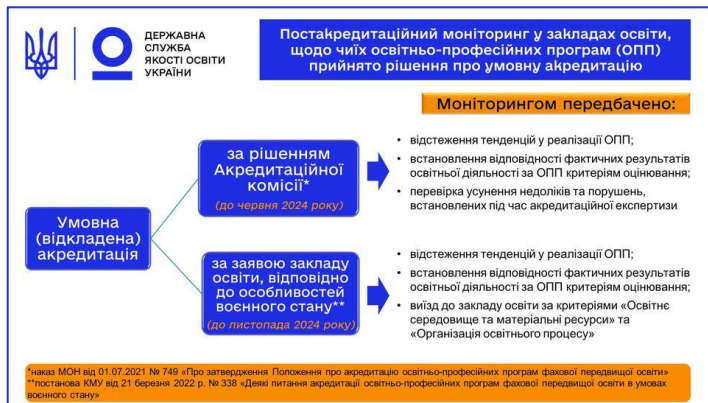 ДЕРЖАВНА
СЛУЖБА
ЯКОСТІ ОСВІТИ
УКРАЇНИ
Постакредитаційний моніторинг у закладах освіти,
щодо чиїх освітньо-професійних програм (ОПП)
прийнято рішення про умовну акредитацію
Моніторингом передбачено:
Умовна
(відкладена)
акредитація
за рішенням
Акредитаційної
комісії*
(до червня 2024 року)
• відстеження тенденцій у реалізації ОПП;
• встановлення відповідності фактичних результатів
освітньої діяльності за ОПП критеріям оцінювання;
• перевірка усунення недоліків та порушень,
встановлених під час акредитаційної експертизи
за заявою закладу
освіти, відповідно
до особливостей
воєнного стану**
(до листопада 2024 року)
• відстеження тенденцій у реалізації ОПП;
• встановлення відповідності фактичних результатів
освітньої діяльності за ОПП критеріям оцінювання;
• виїзд до закладу освіти за критеріями «Освітнє
середовище та матеріальні ресурси» та
«Організація освітнього процесу»
*наказ МОН від 01.07.2021 № 749 «Про затвердження Положення про акредитацію освітньо-професійних програм фахової передвищої освіти»
**постанова КМУ від 21 березня 2022 р. № 338 «Деякі питання акредитації освітньо-професійних програм фахової передвищої освіти в умовах
воєнного стану»